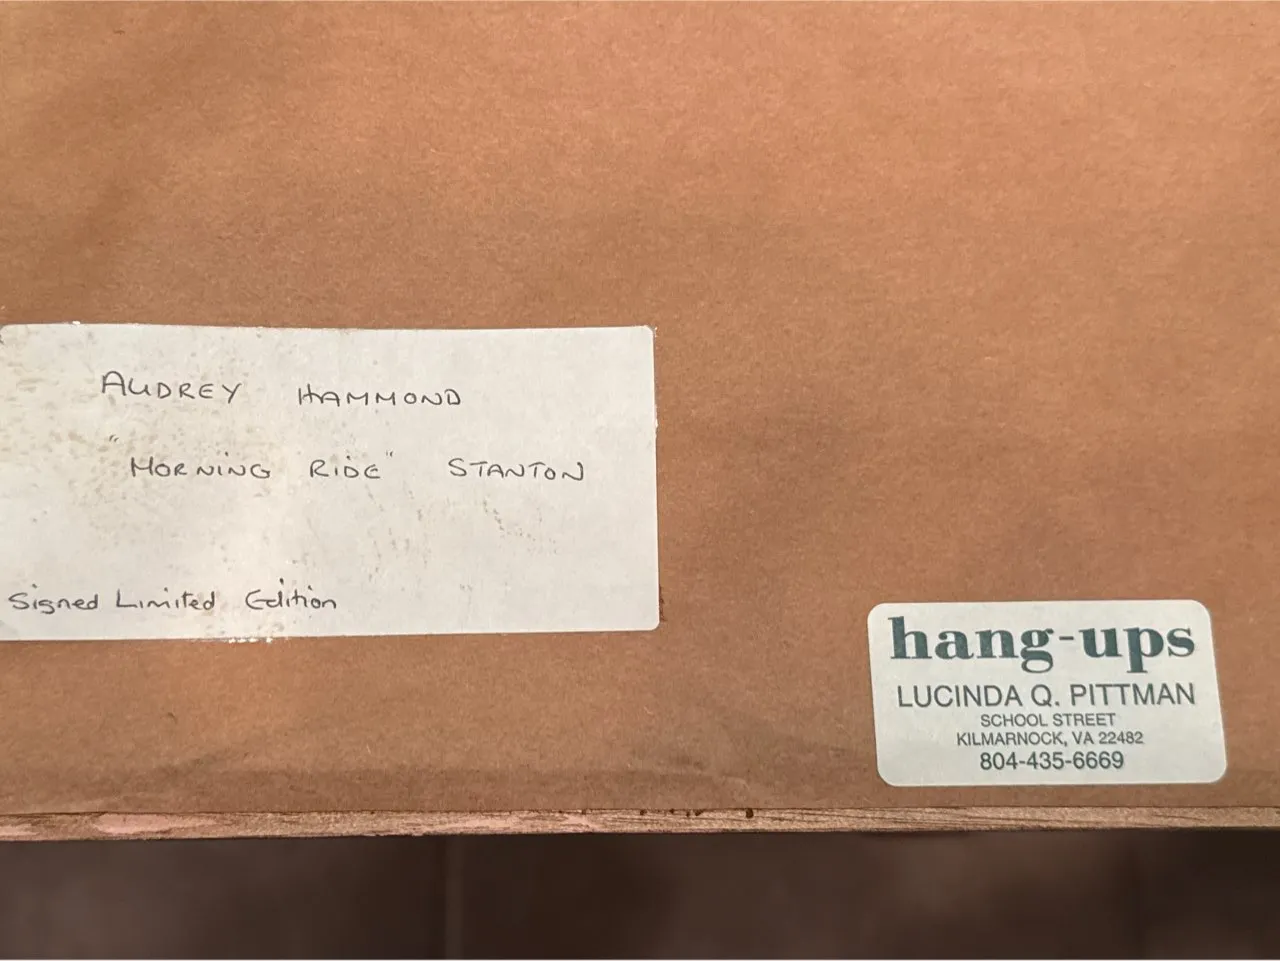 AUDREY HAMMOND
"MORNING RIDE" STANTON
Signed Limited Edition
hang-ups
LUCINDA Q. PITTMAN
SCHOOL STREET
KILMARNOCK, VA 22482
804-435-6669